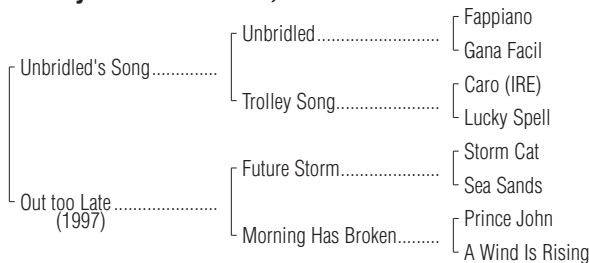 Fappiano
Unbridled...................
Gana Facil
Unbridled's Song.............
Caro (IRE)
Trolley Song................
Lucky Spell
Storm Cat
Future Storm...............
Sea Sands
Out too Late....................
(1997)
Prince John
Morning Has Broken........
A Wind Is Rising